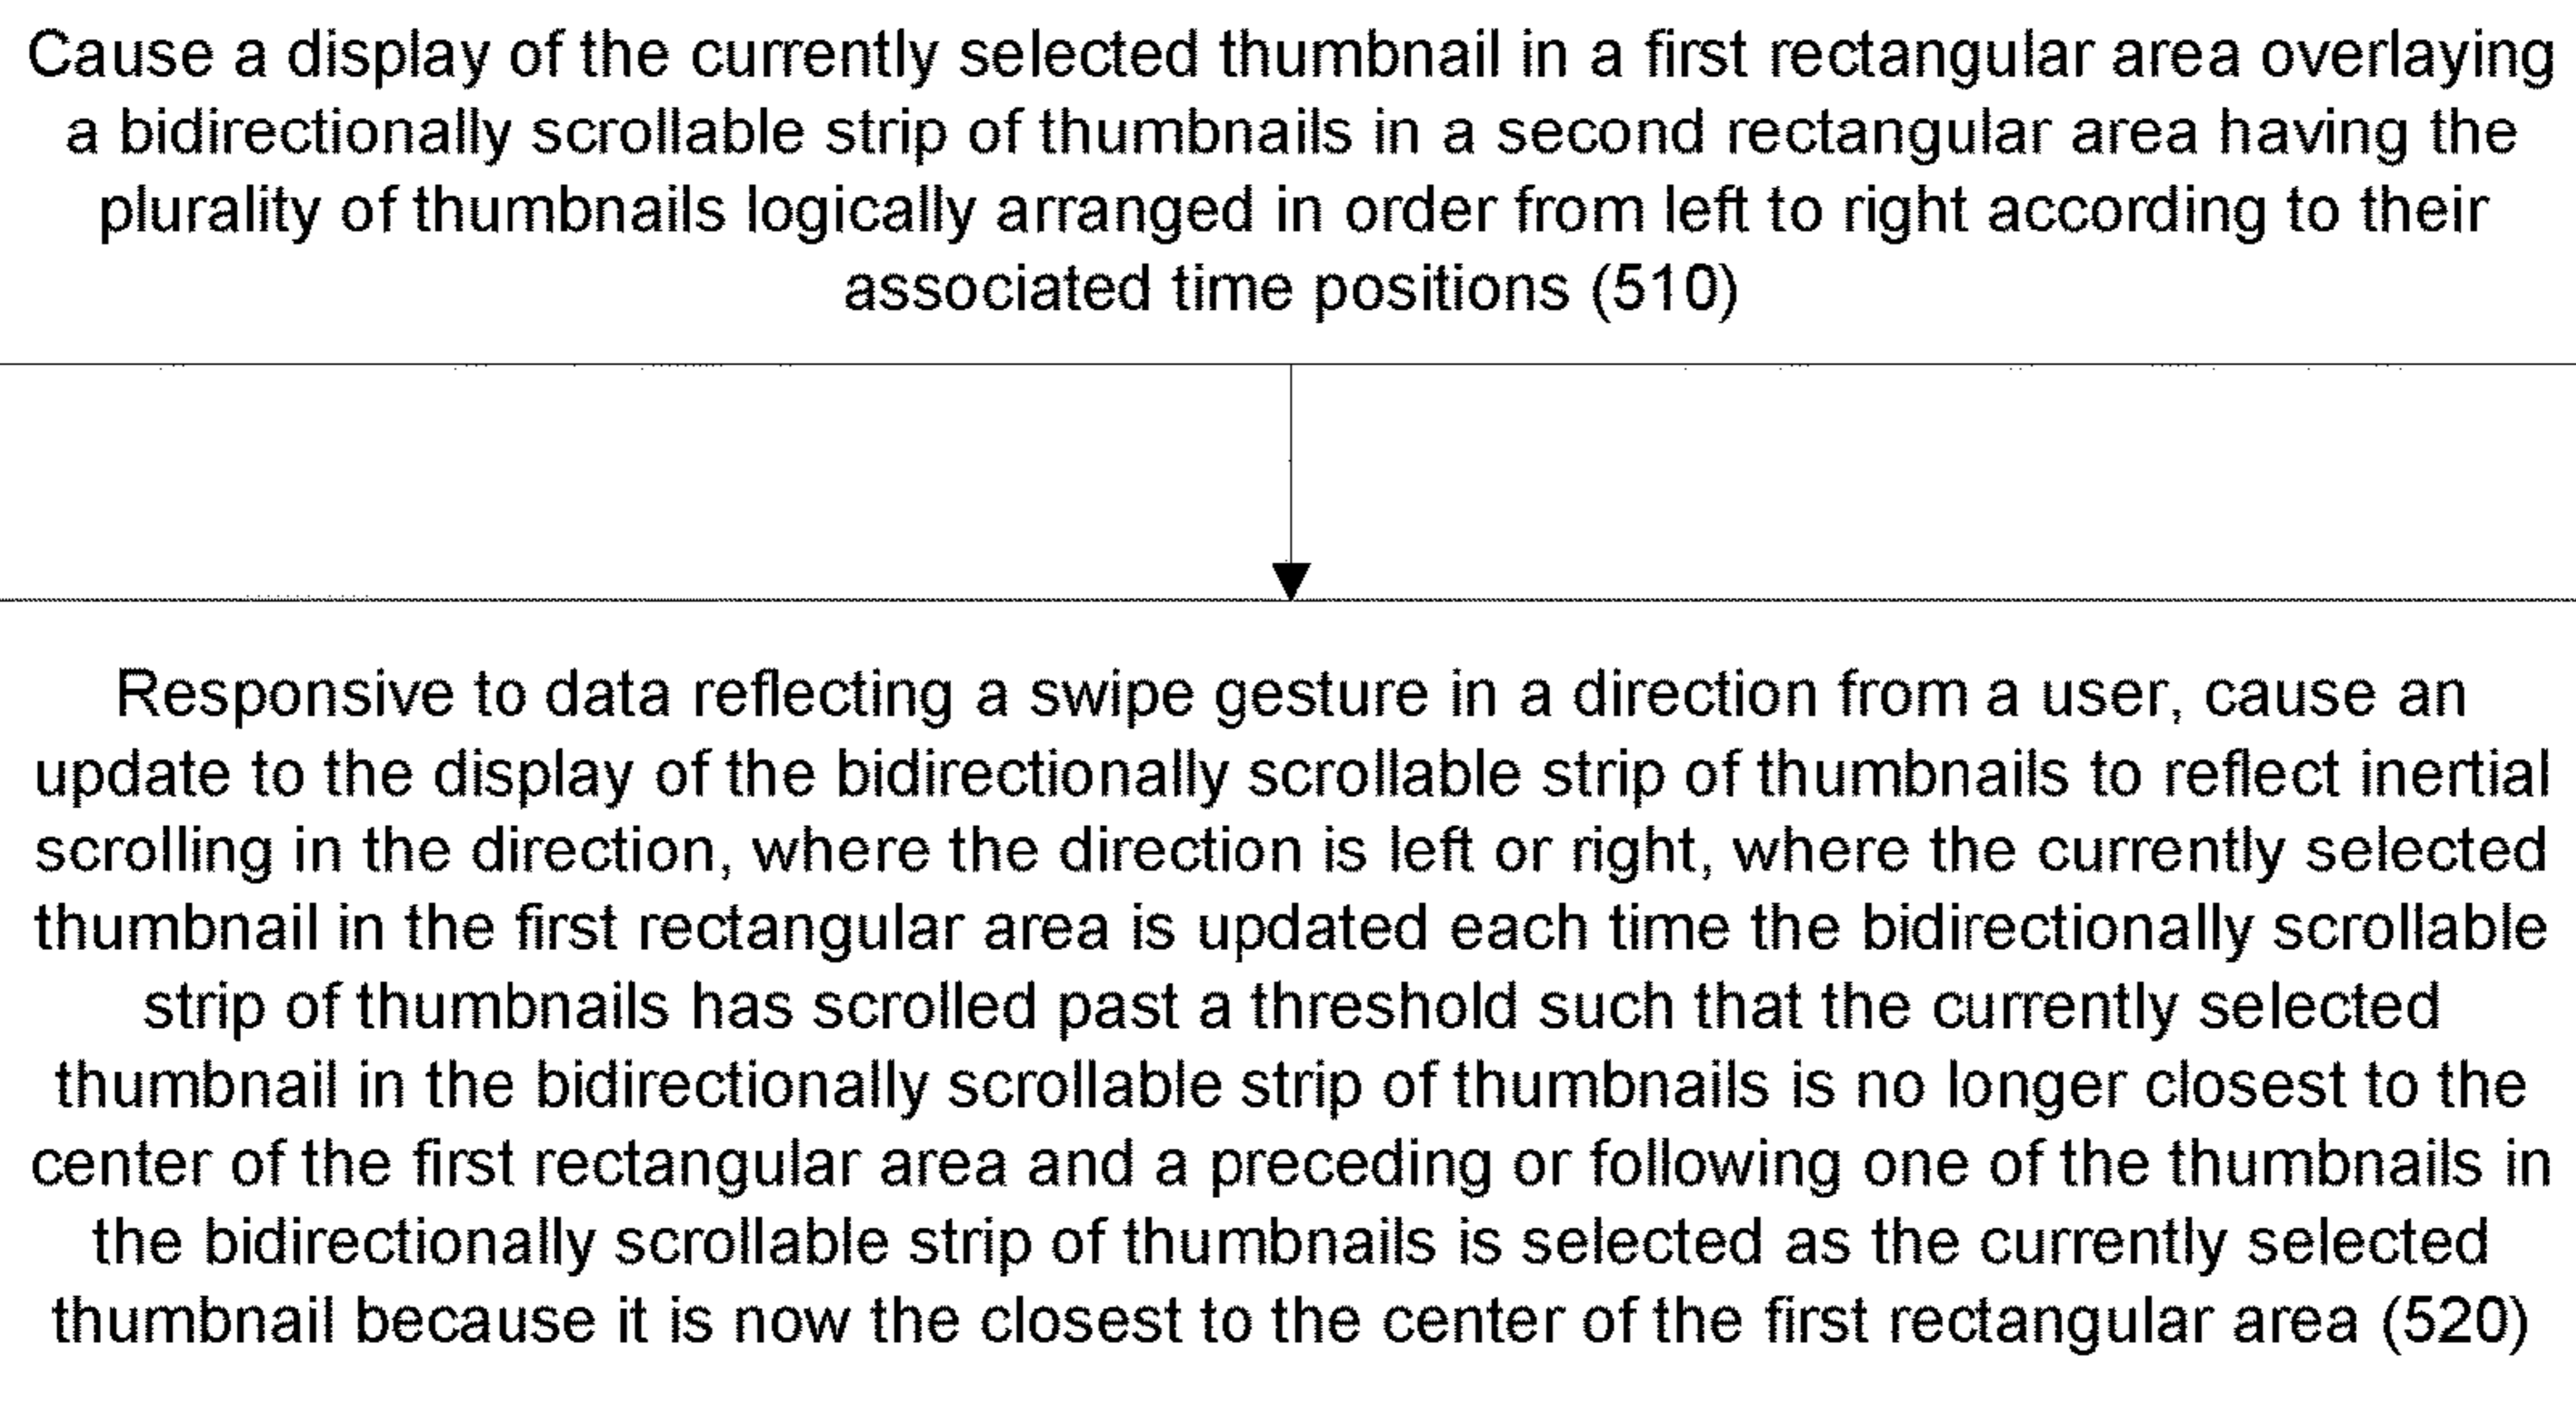 Cause a display of the currently selected thumbnail in a first rectangular area overlaying
a bidirectionally scrollable strip of thumbnails in a second rectangular area having the
plurality of thumbnails logically arranged in order from left to right according to their
associated time positions (510)
Responsive to data reflecting a swipe gesture in a direction from a user, cause an
update to the display of the bidirectionally scrollable strip of thumbnails to reflect inertial
scrolling in the direction, where the direction is left or right, where the currently selected
thumbnail in the first rectangular area is updated each time the bidirectionally scrollable
strip of thumbnails has scrolled past a threshold such that the currently selected
thumbnail in the bidirectionally scrollable strip of thumbnails is no longer closest to the
center of the first rectangular area and a preceding or following one of the thumbnails in
the bidirectionally scrollable strip of thumbnails is selected as the currently selected
thumbnail because it is now the closest to the center of the first rectangular area (520)